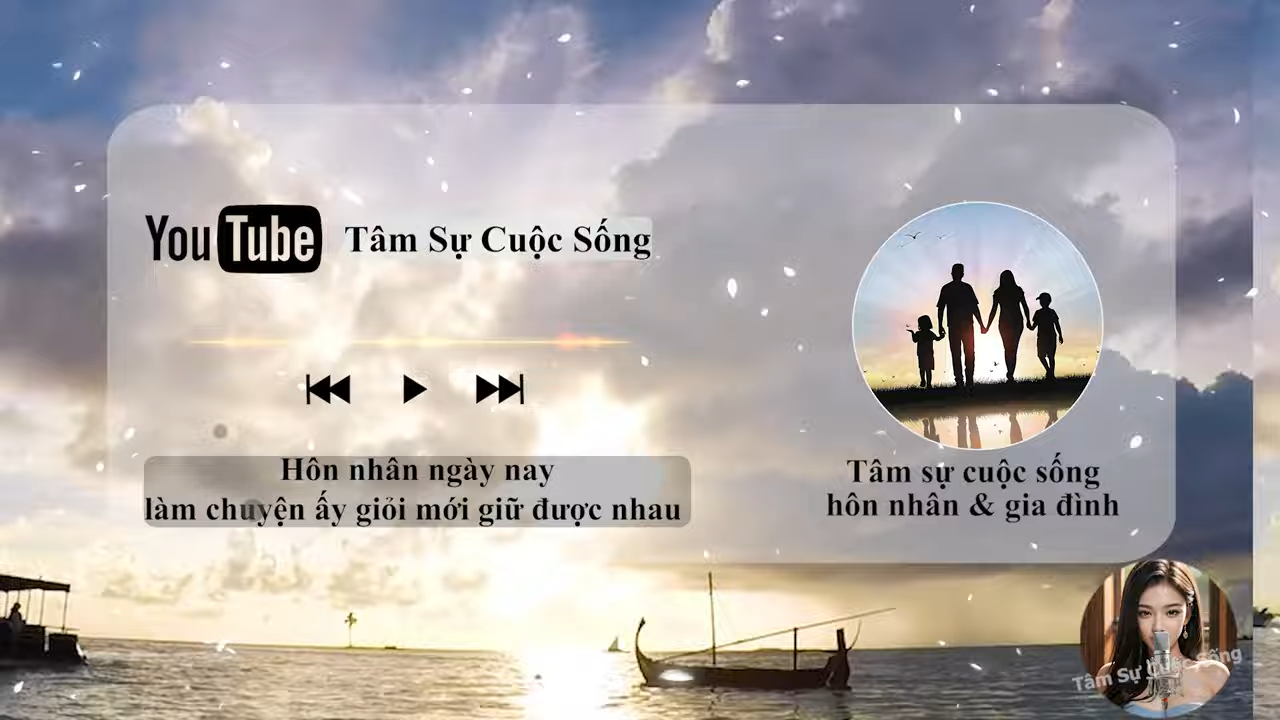 YouTube Tâm Sự Cuộc Sống
Hôn nhân ngày nay
làm chuyện ấy giỏi mới giữ được nhau
Tâm sự cuộc sống
hôn nhân & gia đình
Tâm Sự Cuộc Sống